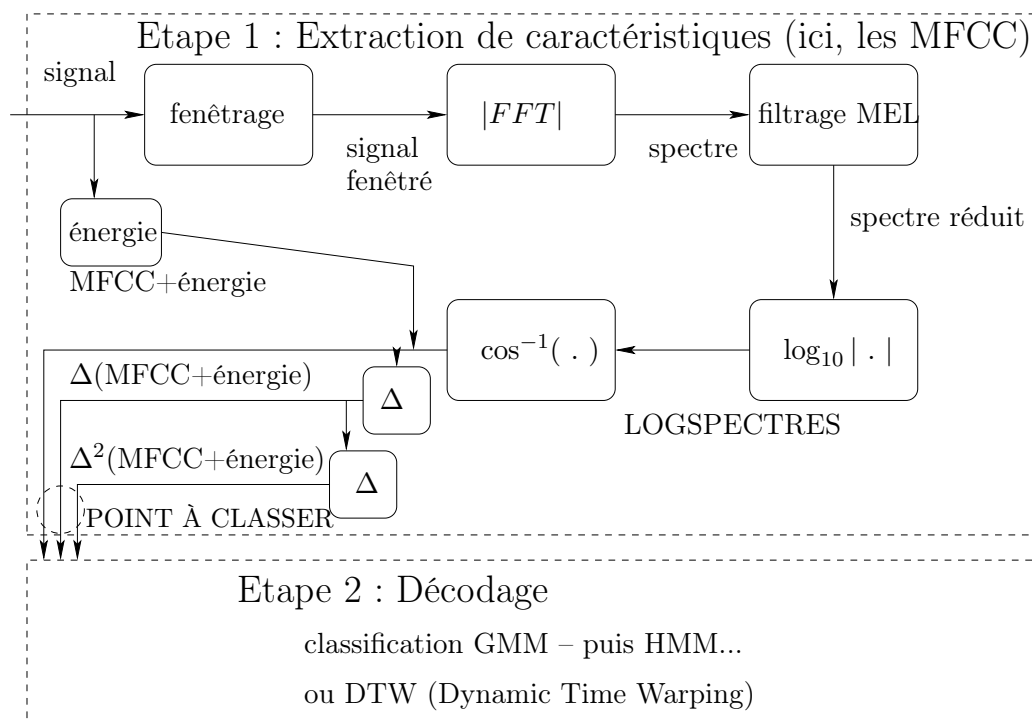 Etape 1 : Extraction de caractéristiques (ici, les MFCC)
signal
fenêtrage
|FFT|
filtrage MEL
signal
fenêtré
spectre
énergie
spectre réduit
MFCC+énergie
cos⁻¹( . )
log₁₀ | . |
Δ(MFCC+énergie)
Δ
LOGSPECTRES
Δ²(MFCC+énergie)
Δ
POINT À CLASSER
Etape 2 : Décodage
classification GMM – puis HMM...
ou DTW (Dynamic Time Warping)